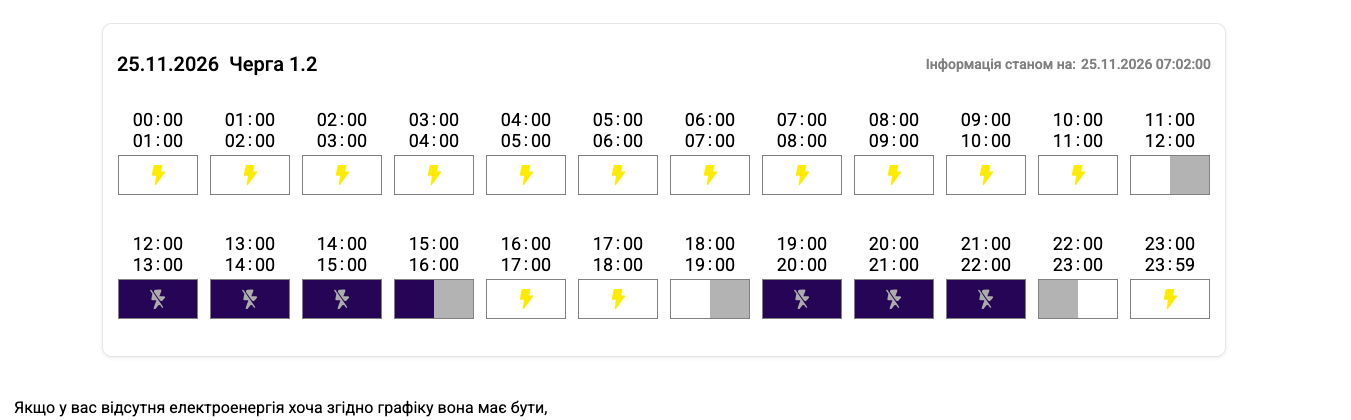 25.11.2026 Черга 1.2
Інформація станом на: 25.11.2026 07:02:00
00:00 01:00 02:00 03:00 04:00 05:00 06:00 07:00 08:00 09:00 10:00 11:00
01:00 02:00 03:00 04:00 05:00 06:00 07:00 08:00 09:00 10:00 11:00 12:00
12:00 13:00 14:00 15:00 16:00 17:00 18:00 19:00 20:00 21:00 22:00 23:00
13:00 14:00 15:00 16:00 17:00 18:00 19:00 20:00 21:00 22:00 23:00 23:59
Якщо у вас відсутня електроенергія хоча згідно графіку вона має бути,